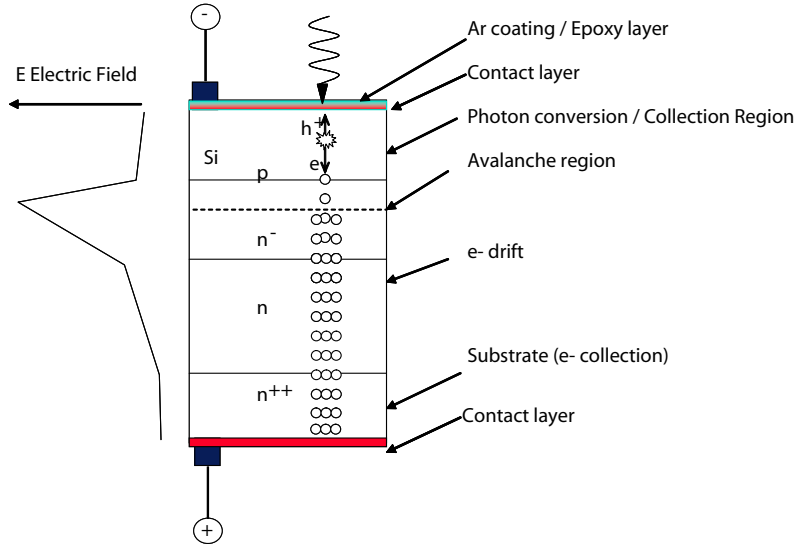 -
Ar coating / Epoxy layer
E Electric Field
Contact layer
Photon conversion / Collection Region
h+
Si
e
Avalanche region
p
n-
e- drift
n
Substrate (e- collection)
n++
Contact layer
+